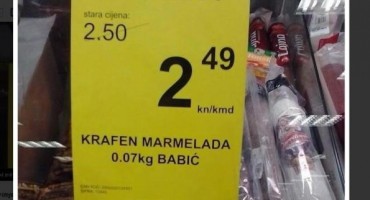 stara cijena:
2.50
2 49
kn/kmd
KRAFEN MARMELADA
0.07kg BABIĆ